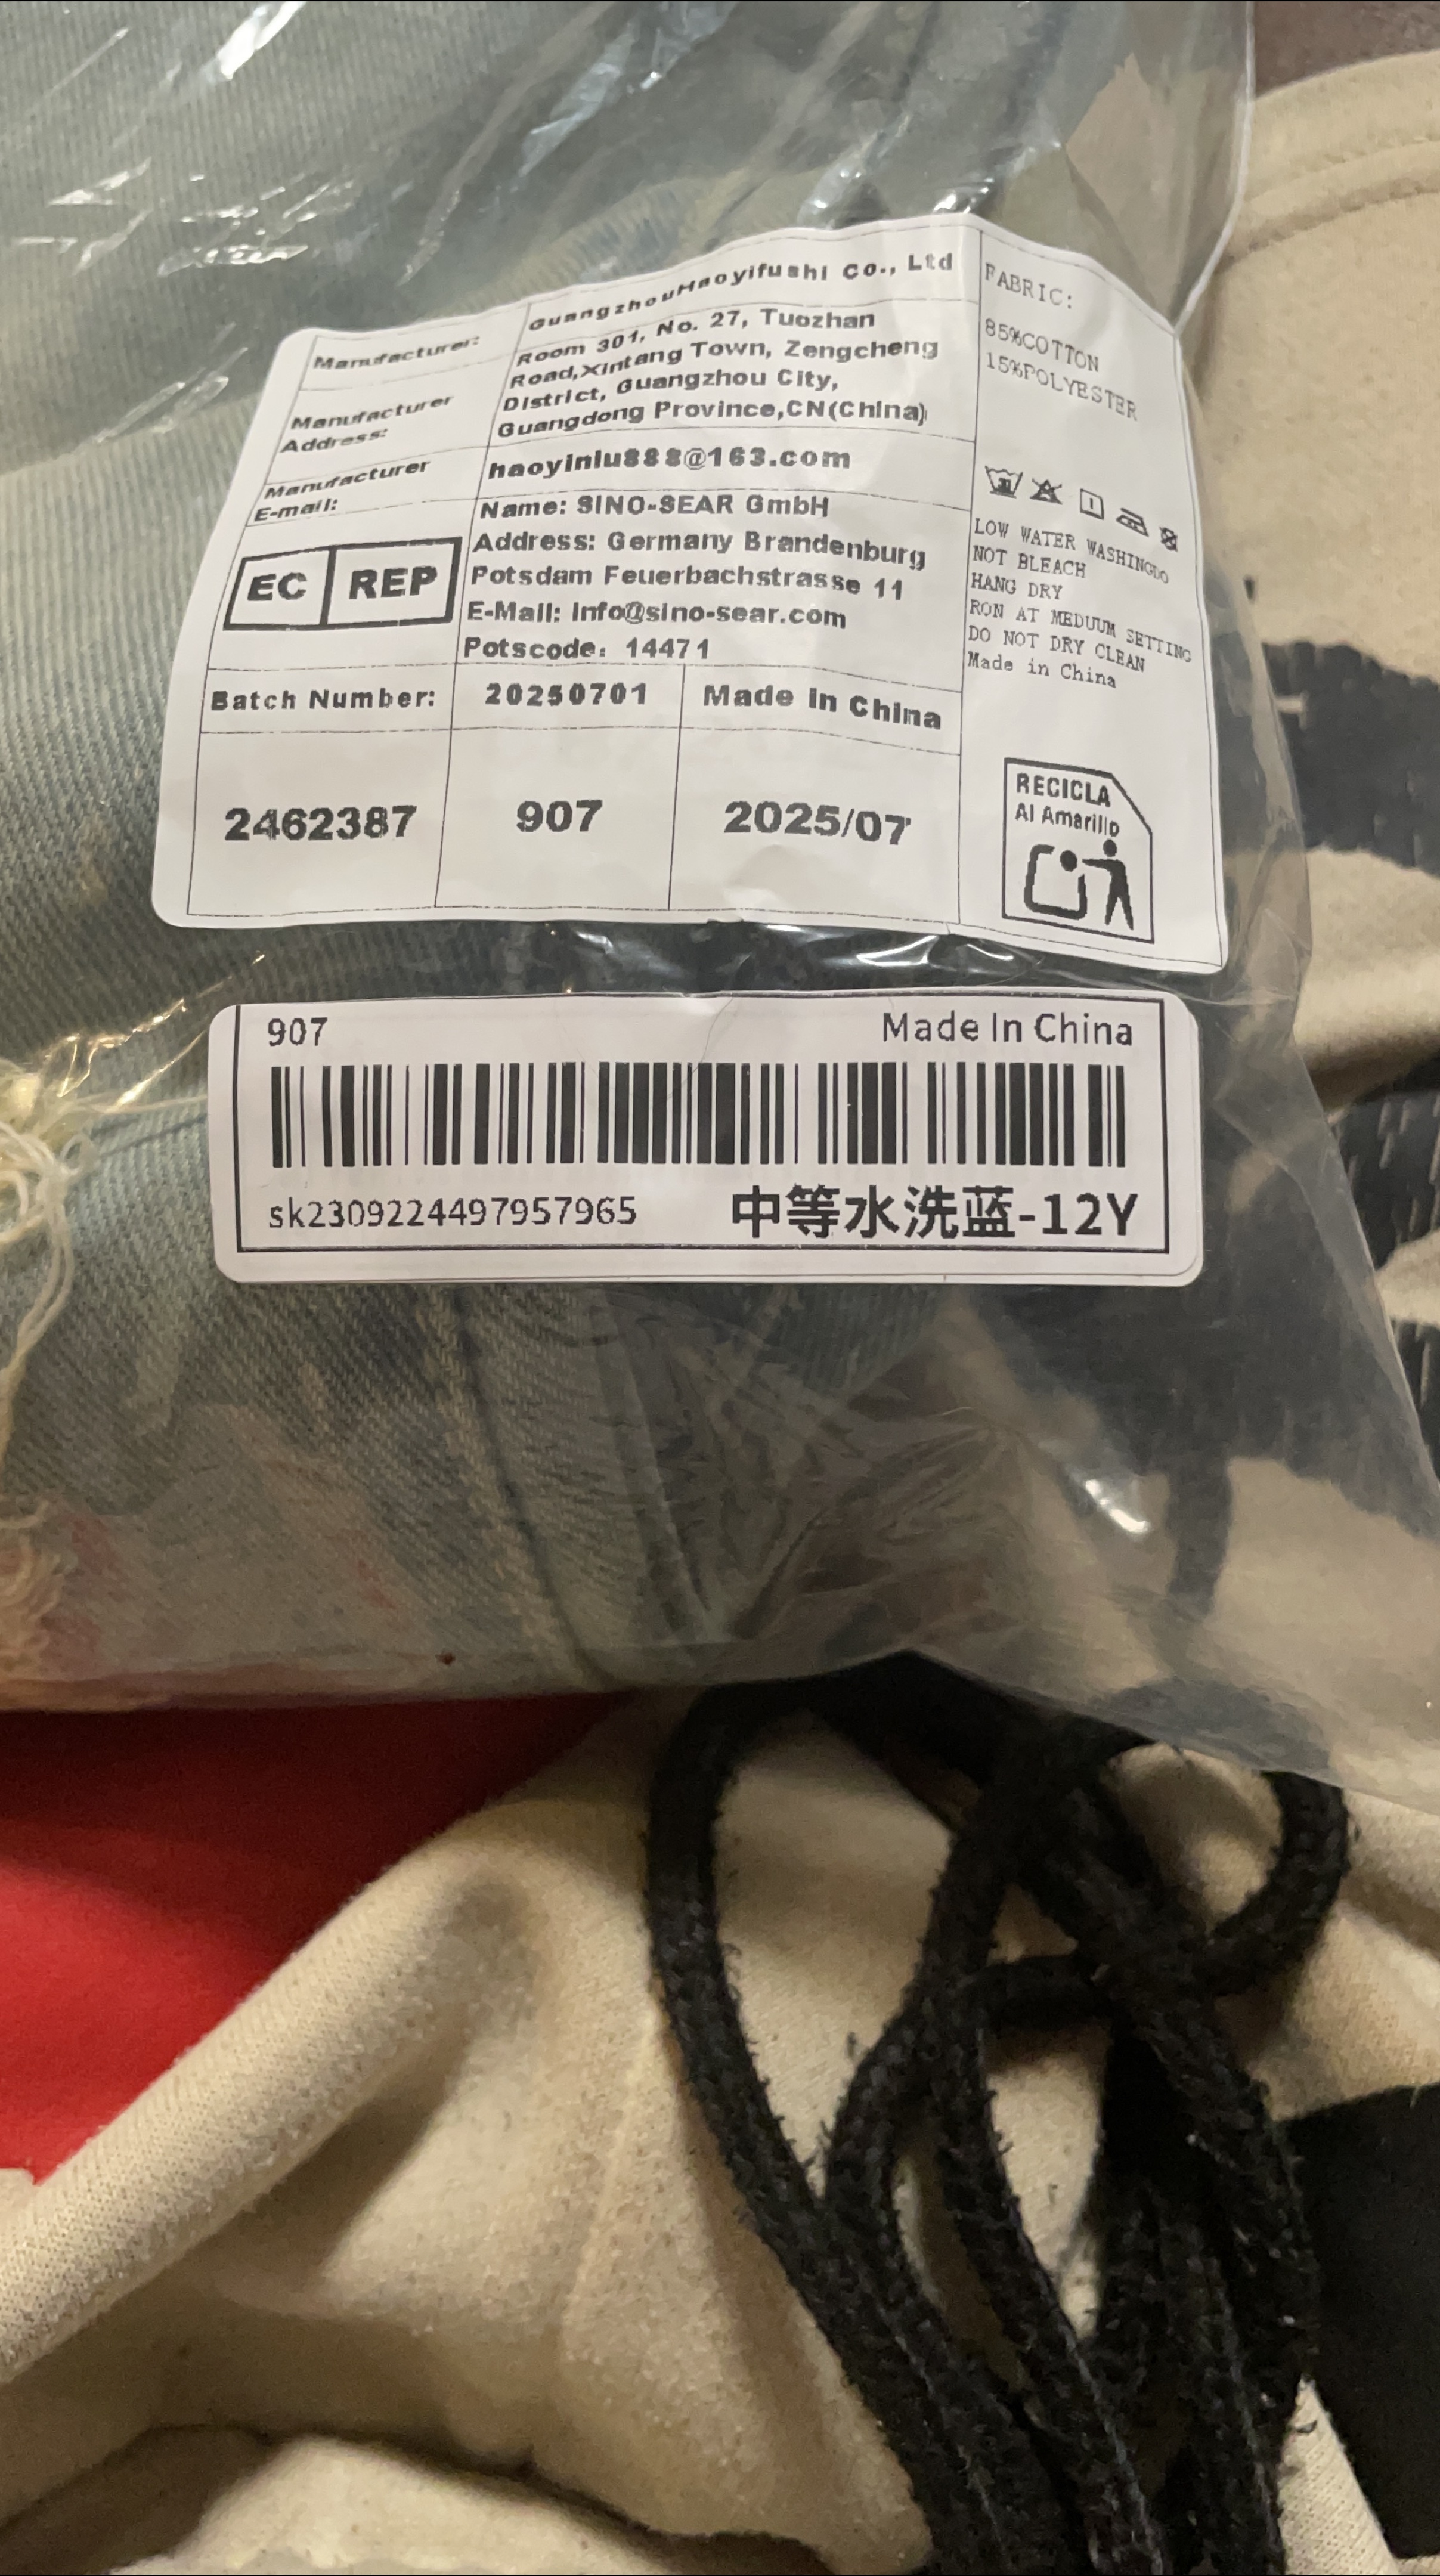 Manufacturer:
GuangzhouHaoyifushi Co., Ltd
Manufacturer
Address:
Room 301, No. 27, Tuozhan
Road,Xintang Town, Zengcheng
District, Guangzhou City,
Guangdong Province,CN(China)
Manufacturer
E-mail:
haoyiniu888@163.com
EC REP
Name: SINO-SEAR GmbH
Address: Germany Brandenburg
Potsdam Feuerbachstrasse 11
E-Mail: info@sino-sear.com
Potscode: 14471
Batch Number: 20250701 Made In China
2462387 907 2025/07
FABRIC:
85%COTTON
15%POLYESTER
LOW WATER WASHINGDO
NOT BLEACH
HANG DRY
RON AT MEDUUM SETTING
DO NOT DRY CLEAN
Made in China
RECICLA
Al Amarillo
907 Made In China
sk2309224497957965 中等水洗蓝-12Y